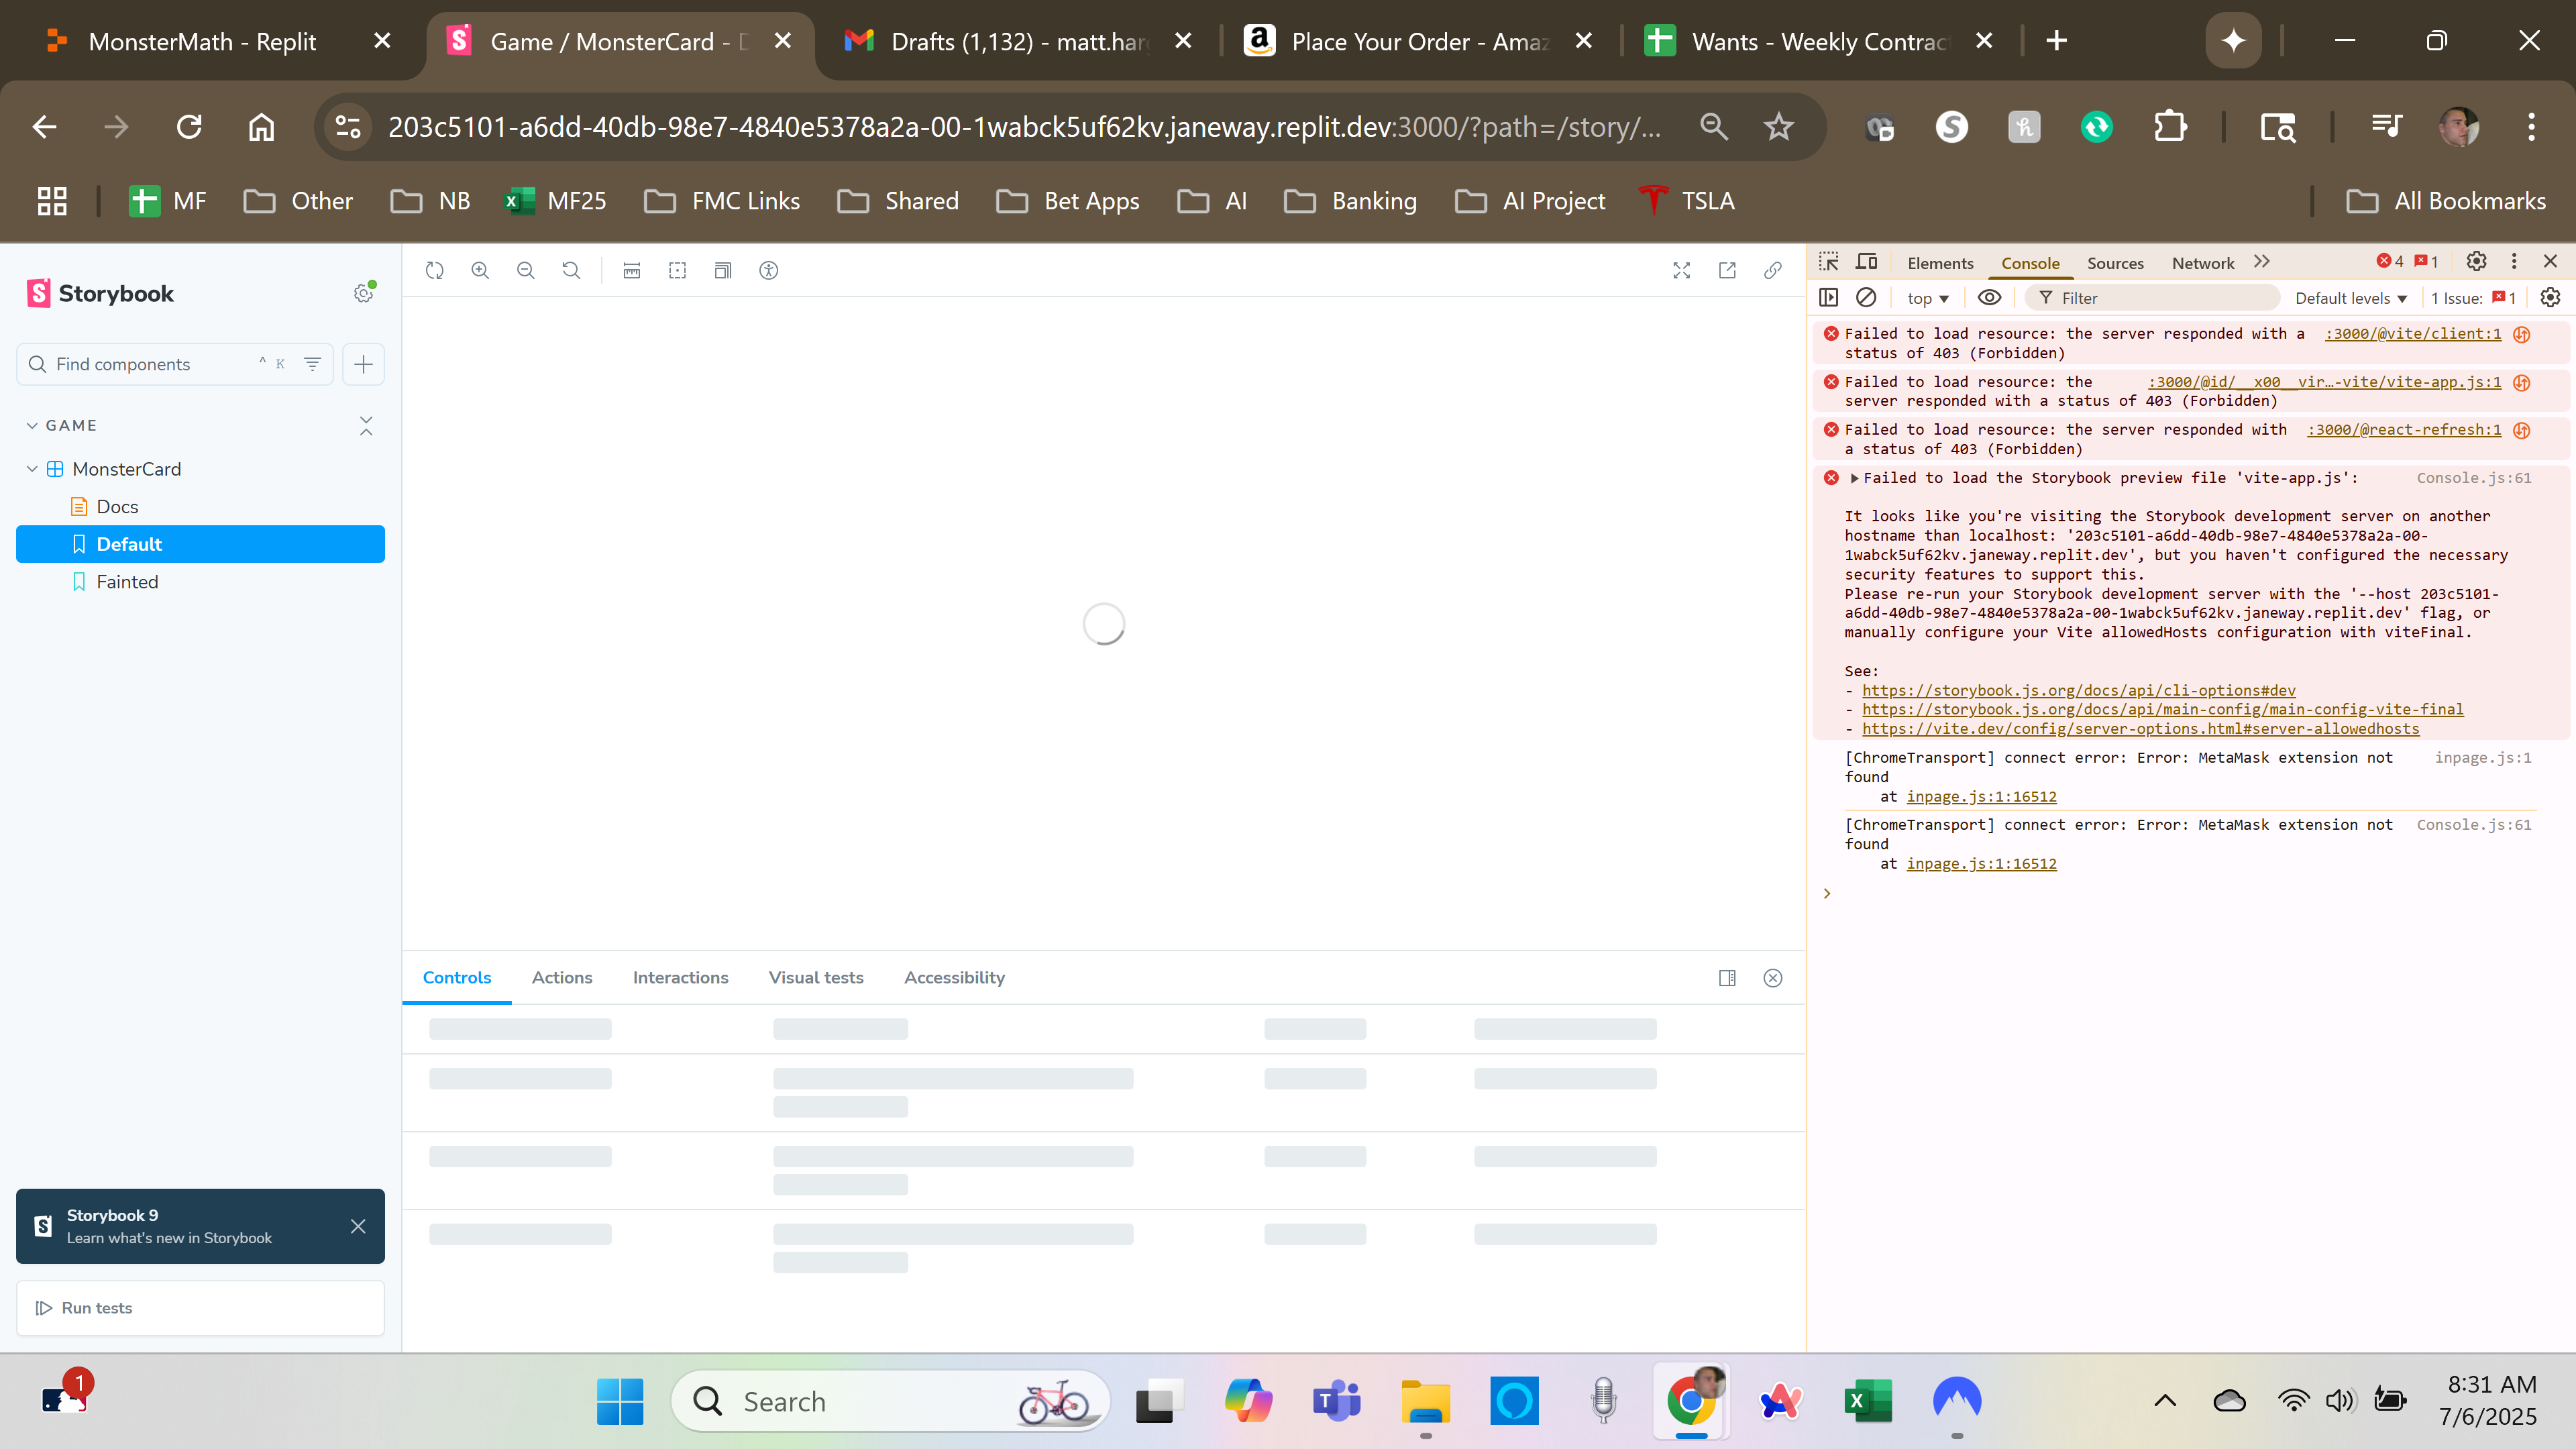 MonsterMath - Replit
Game / MonsterCard - D
Drafts (1,132) - matt.har
Place Your Order - Amaz
Wants - Weekly Contrac
203c5101-a6dd-40db-98e7-4840e5378a2a-00-1wabck5uf62kv.janeway.replit.dev:3000/?path=/story/...
MF
Other
NB
MF25
FMC Links
Shared
Bet Apps
AI
Banking
AI Project
TSLA
All Bookmarks
Storybook
Find components
^ K
GAME
MonsterCard
Docs
Default
Fainted
Storybook 9
Learn what's new in Storybook
Run tests
Controls
Actions
Interactions
Visual tests
Accessibility
Elements
Console
Sources
Network
4
1
top
Filter
Default levels
1 Issue:
1
Failed to load resource: the server responded with a :3000/@vite/client:1
status of 403 (Forbidden)
Failed to load resource: the :3000/@id/__x00__vir…-vite/vite-app.js:1
server responded with a status of 403 (Forbidden)
Failed to load resource: the server responded with :3000/@react-refresh:1
a status of 403 (Forbidden)
Failed to load the Storybook preview file 'vite-app.js': Console.js:61
It looks like you're visiting the Storybook development server on another
hostname than localhost: '203c5101-a6dd-40db-98e7-4840e5378a2a-00-
1wabck5uf62kv.janeway.replit.dev', but you haven't configured the necessary
security features to support this.
Please re-run your Storybook development server with the '--host 203c5101-
a6dd-40db-98e7-4840e5378a2a-00-1wabck5uf62kv.janeway.replit.dev' flag, or
manually configure your Vite allowedHosts configuration with viteFinal.
See:
- https://storybook.js.org/docs/api/cli-options#dev
- https://storybook.js.org/docs/api/main-config/main-config-vite-final
- https://vite.dev/config/server-options.html#server-allowedhosts
[ChromeTransport] connect error: Error: MetaMask extension not inpage.js:1
found
at inpage.js:1:16512
[ChromeTransport] connect error: Error: MetaMask extension not Console.js:61
found
at inpage.js:1:16512
1
Search
8:31 AM
7/6/2025